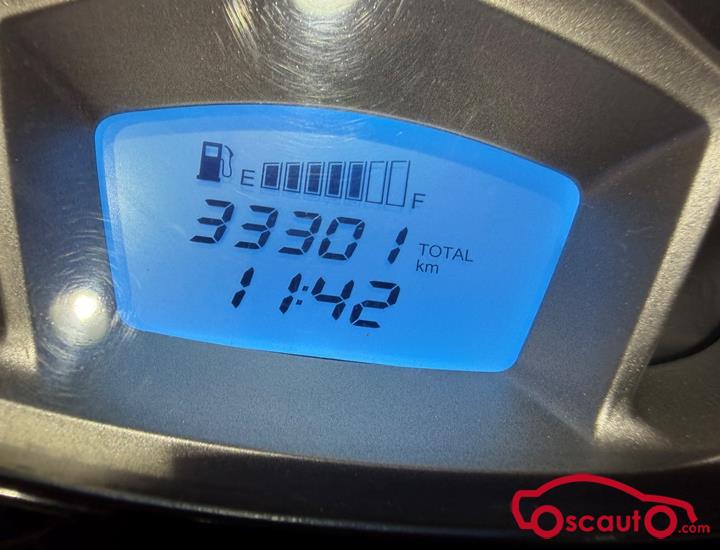 E F
33301 TOTAL km
11:42
OscautO.com